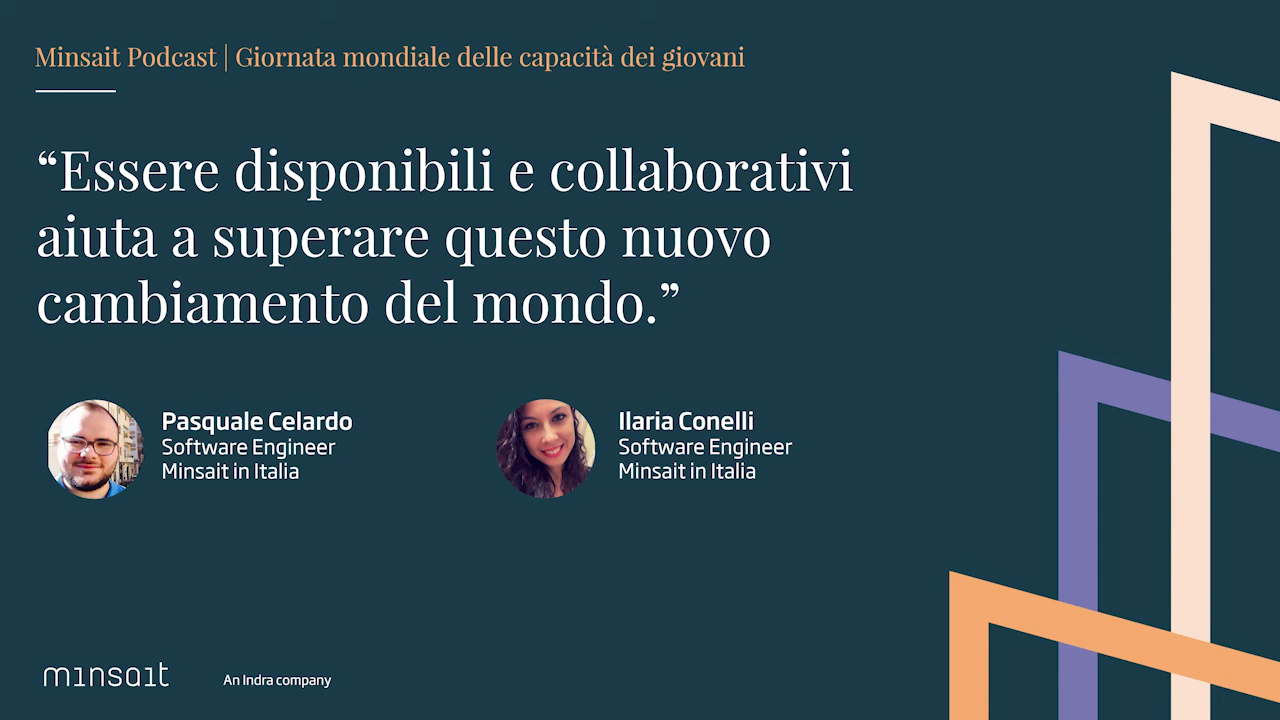 Minsait Podcast | Giornata mondiale delle capacità dei giovani
“Essere disponibili e collaborativi
aiuta a superare questo nuovo
cambiamento del mondo.”
Pasquale Celardo
Software Engineer
Minsait in Italia
Ilaria Conelli
Software Engineer
Minsait in Italia
minsait
An Indra company